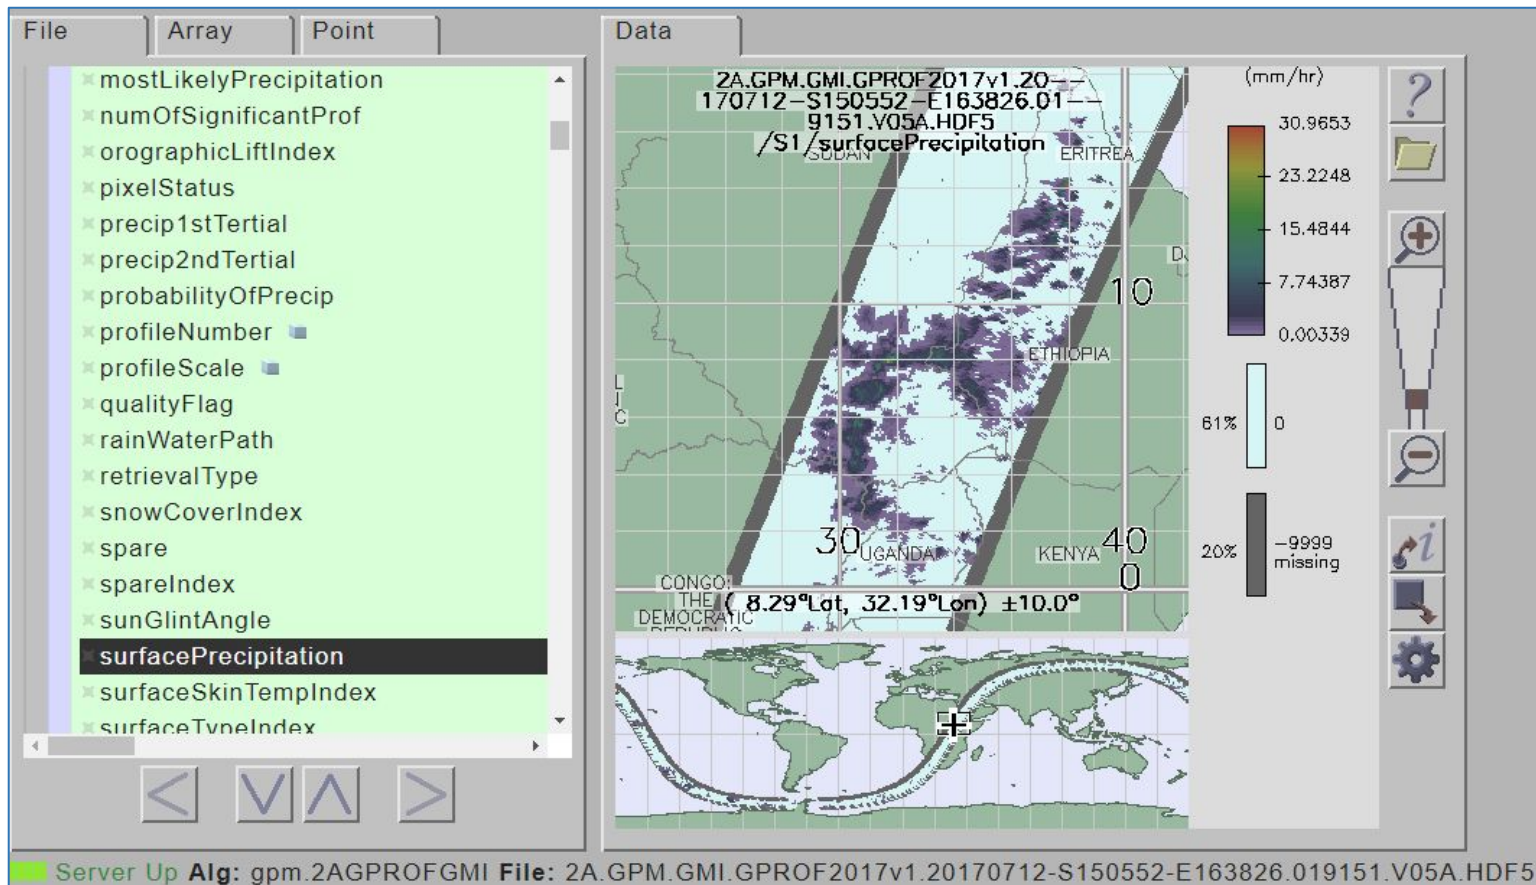 File
Array
Point
Data
mostLikelyPrecipitation
numOfSignificantProf
orographicLiftIndex
pixelStatus
precip1stTertial
precip2ndTertial
probabilityOfPrecip
profileNumber
profileScale
qualityFlag
rainWaterPath
retrievalType
snowCoverIndex
spare
spareIndex
sunGlintAngle
surfacePrecipitation
surfaceSkinTempIndex
surfaceTypeIndex
2A.GPM.GMI.GPROF2017v1.20--
170712-S150552-E163826.01--
9151.V05A.HDF5
/S1/surfacePrecipitation
SUDAN
ERITREA
DJ
10
ETHIOPIA
30
UGANDA
KENYA
40
0
CONGO:
THE
DEMOCRATIC
REPUBLIC
( 8.29°Lat, 32.19°Lon) ±10.0°
(mm/hr)
30.9653
23.2248
15.4844
7.74387
0.00339
61%
0
20%
-9999
missing
?
i
Server Up Alg: gpm.2AGPROFGMI File: 2A.GPM.GMI.GPROF2017v1.20170712-S150552-E163826.019151.V05A.HDF5